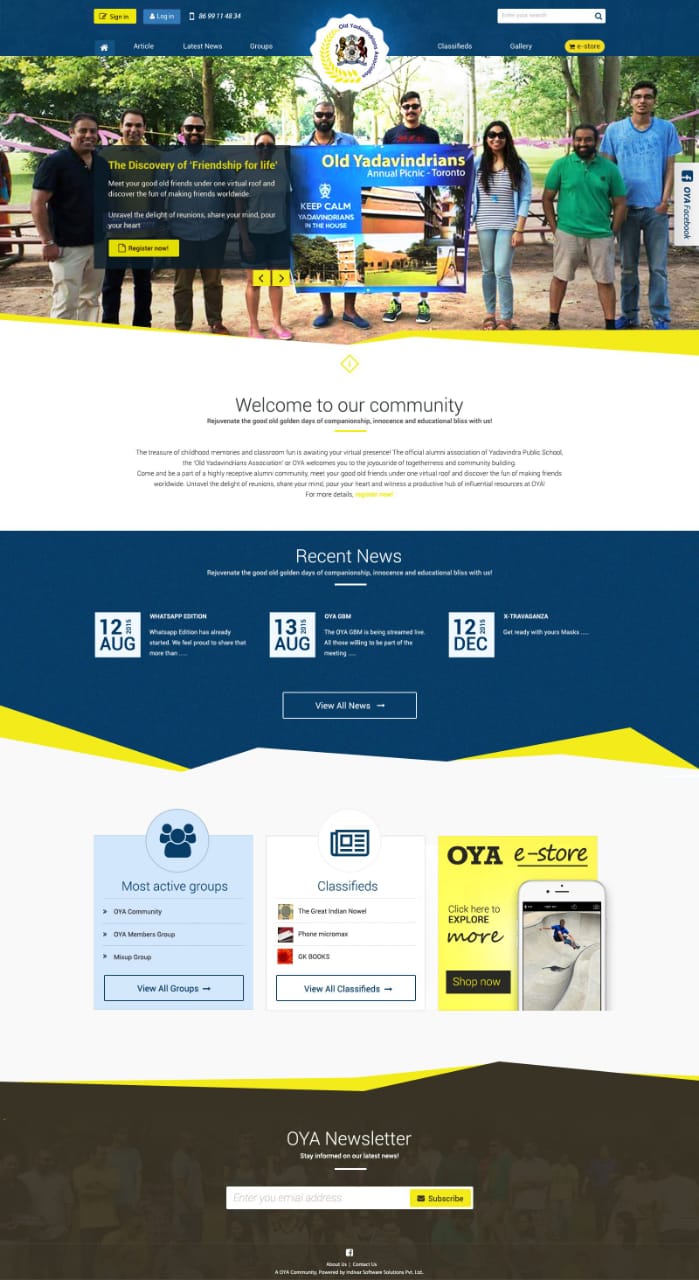 Sign in
Log in
86 99 11 48 34
Enter your search
Article
Latest News
Groups
Old Yadavindrians Association
Classifieds
Gallery
e-store
The Discovery of 'Friendship for life'
Meet your good old friends under one virtual roof and
discover the fun of making friends worldwide.
Unravel the delight of reunions, share your mind, pour
your heart
Register now!
Old Yadavindrians
Annual Picnic - Toronto
KEEP CALM
YADAVINDRIANS
IN THE HOUSE
OYA Facebook
Welcome to our community
Rejuvenate the good old golden days of companionship, innocence and educational bliss with us!
The treasure of childhood memories and classroom fun is awaiting your virtual presence! The official alumni association of Yadavindra Public School,
the 'Old Yadavindrians Association' or OYA welcomes you to the joyousride of togetherness and community building.
Come and be a part of a highly receptive alumni community, meet your good old friends under one virtual roof and discover the fun of making friends
worldwide. Unravel the delight of reunions, share your mind, pour your heart and witness a productive hub of influential resources at OYA!
For more details, register now!
Recent News
Rejuvenate the good old golden days of companionship, innocence and educational bliss with us!
12 AUG 2015
WHATSAPP EDITION
Whatsapp Edition has already
started. We feel proud to share that
more than .....
13 AUG 2015
OYA GBM
The OYA GBM is being streamed live.
All those willing to be part of the
meeting .....
12 DEC 2015
X-TRAVAGANZA
Get ready with yours Masks .....
View All News
Most active groups
OYA Community
OYA Members Group
Mixup Group
View All Groups
Classifieds
The Great Indian Nowel
Phone micromax
GK BOOKS
View All Classifieds
OYA e-store
Click here to
EXPLORE
more
Shop now
OYA Newsletter
Stay informed on our latest news!
Enter you emial address
Subscribe
About Us | Contact Us
A OYA Community, Powered by Indivar Software Solutions Pvt. Ltd.